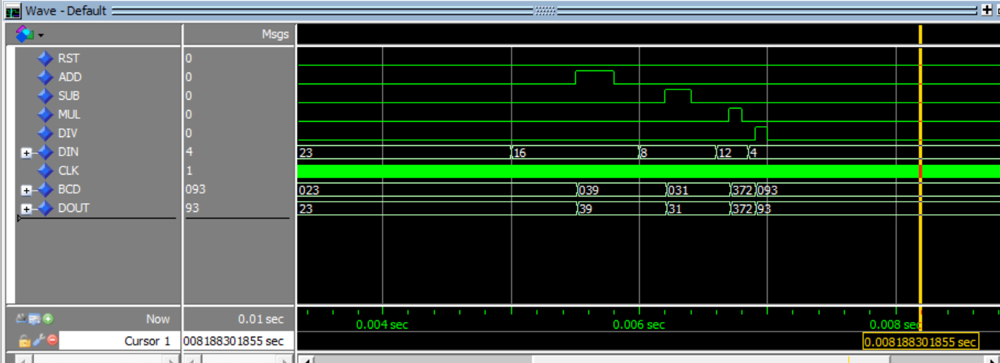 Wave - Default
Msgs
RST 0
ADD 0
SUB 0
MUL 0
DIV 0
DIN 4 23 16 8 12 4
CLK 1
BCD 093 023 039 031 372 093
DOUT 93 23 39 31 372 93
Now 0.01 sec 0.004 sec 0.006 sec 0.008 sec
Cursor 1 008188301855 sec 0.008188301855 sec